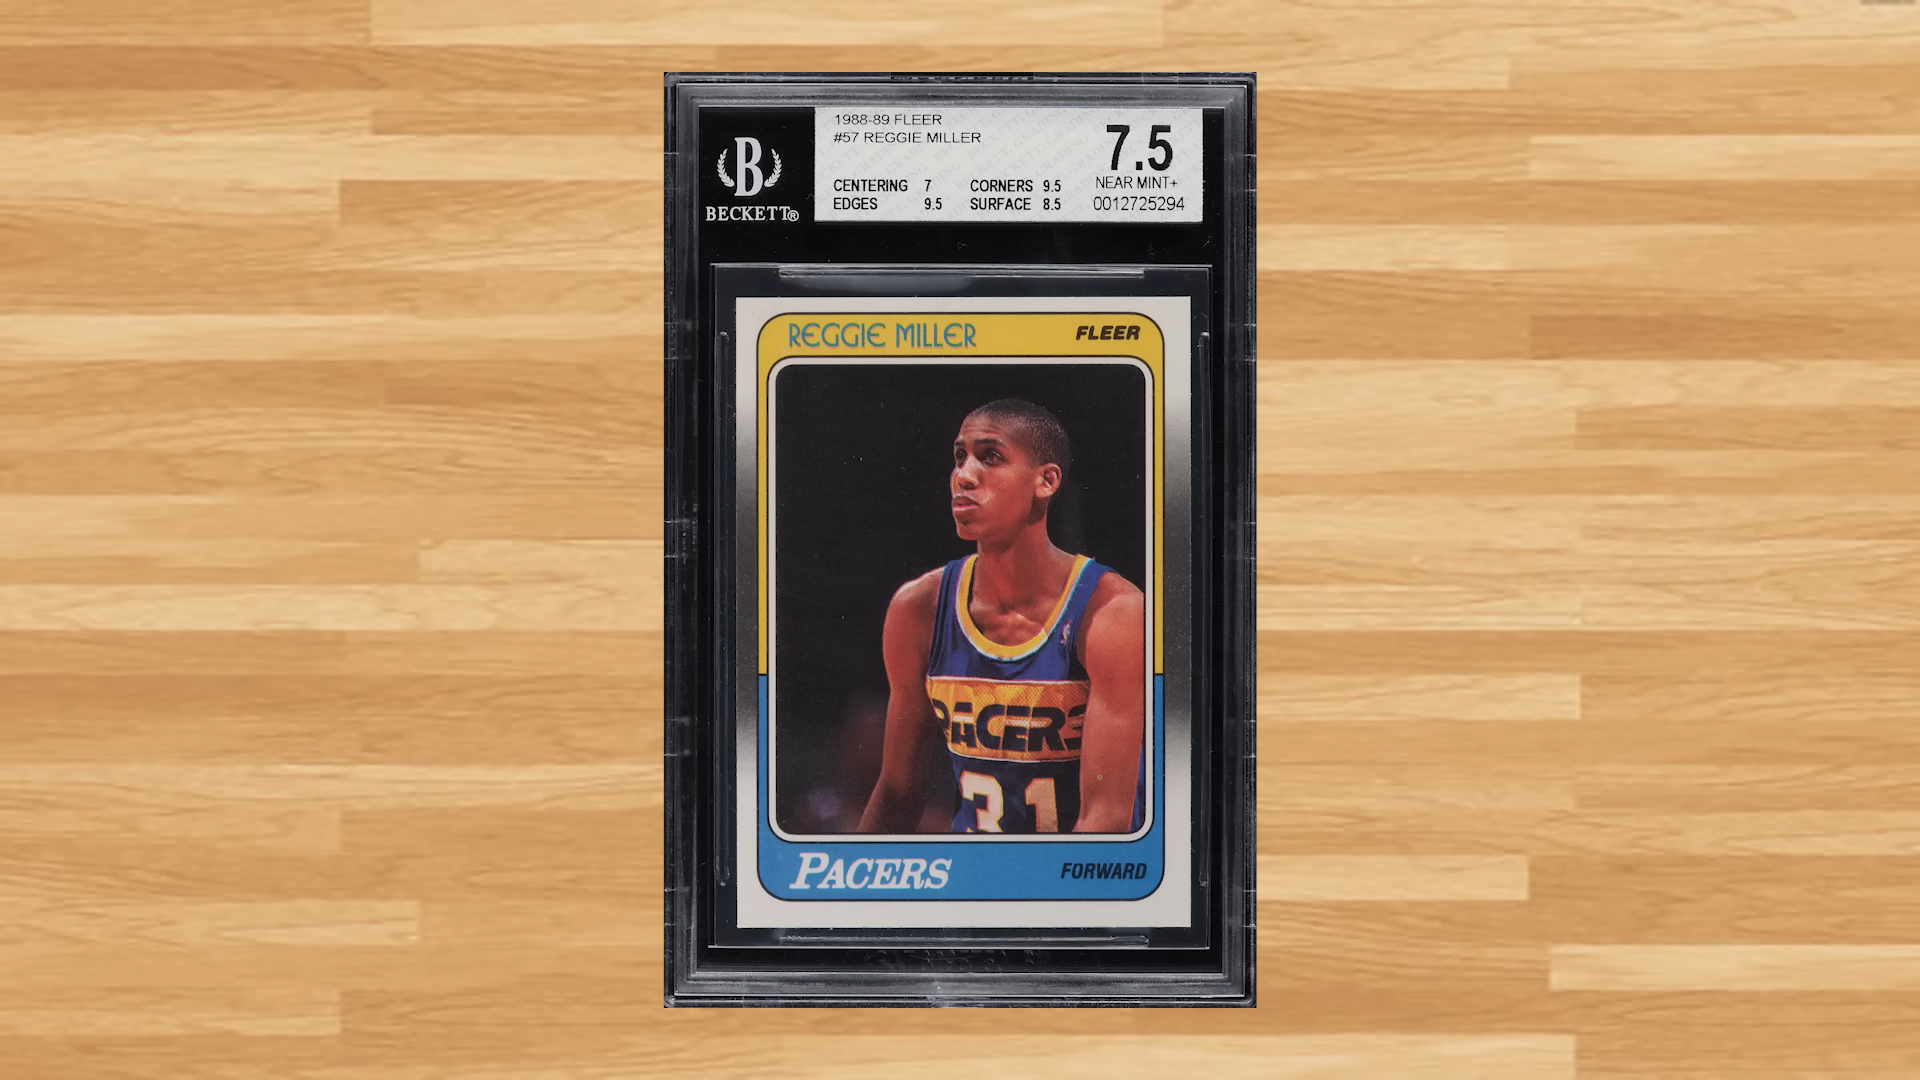 1988-89 FLEER
#57 REGGIE MILLER
7.5
CENTERING 7 CORNERS 9.5
NEAR MINT+
EDGES 9.5 SURFACE 8.5
0012725294
B
BECKETT®
REGGIE MILLER FLEER
PACERS
31
PACERS FORWARD